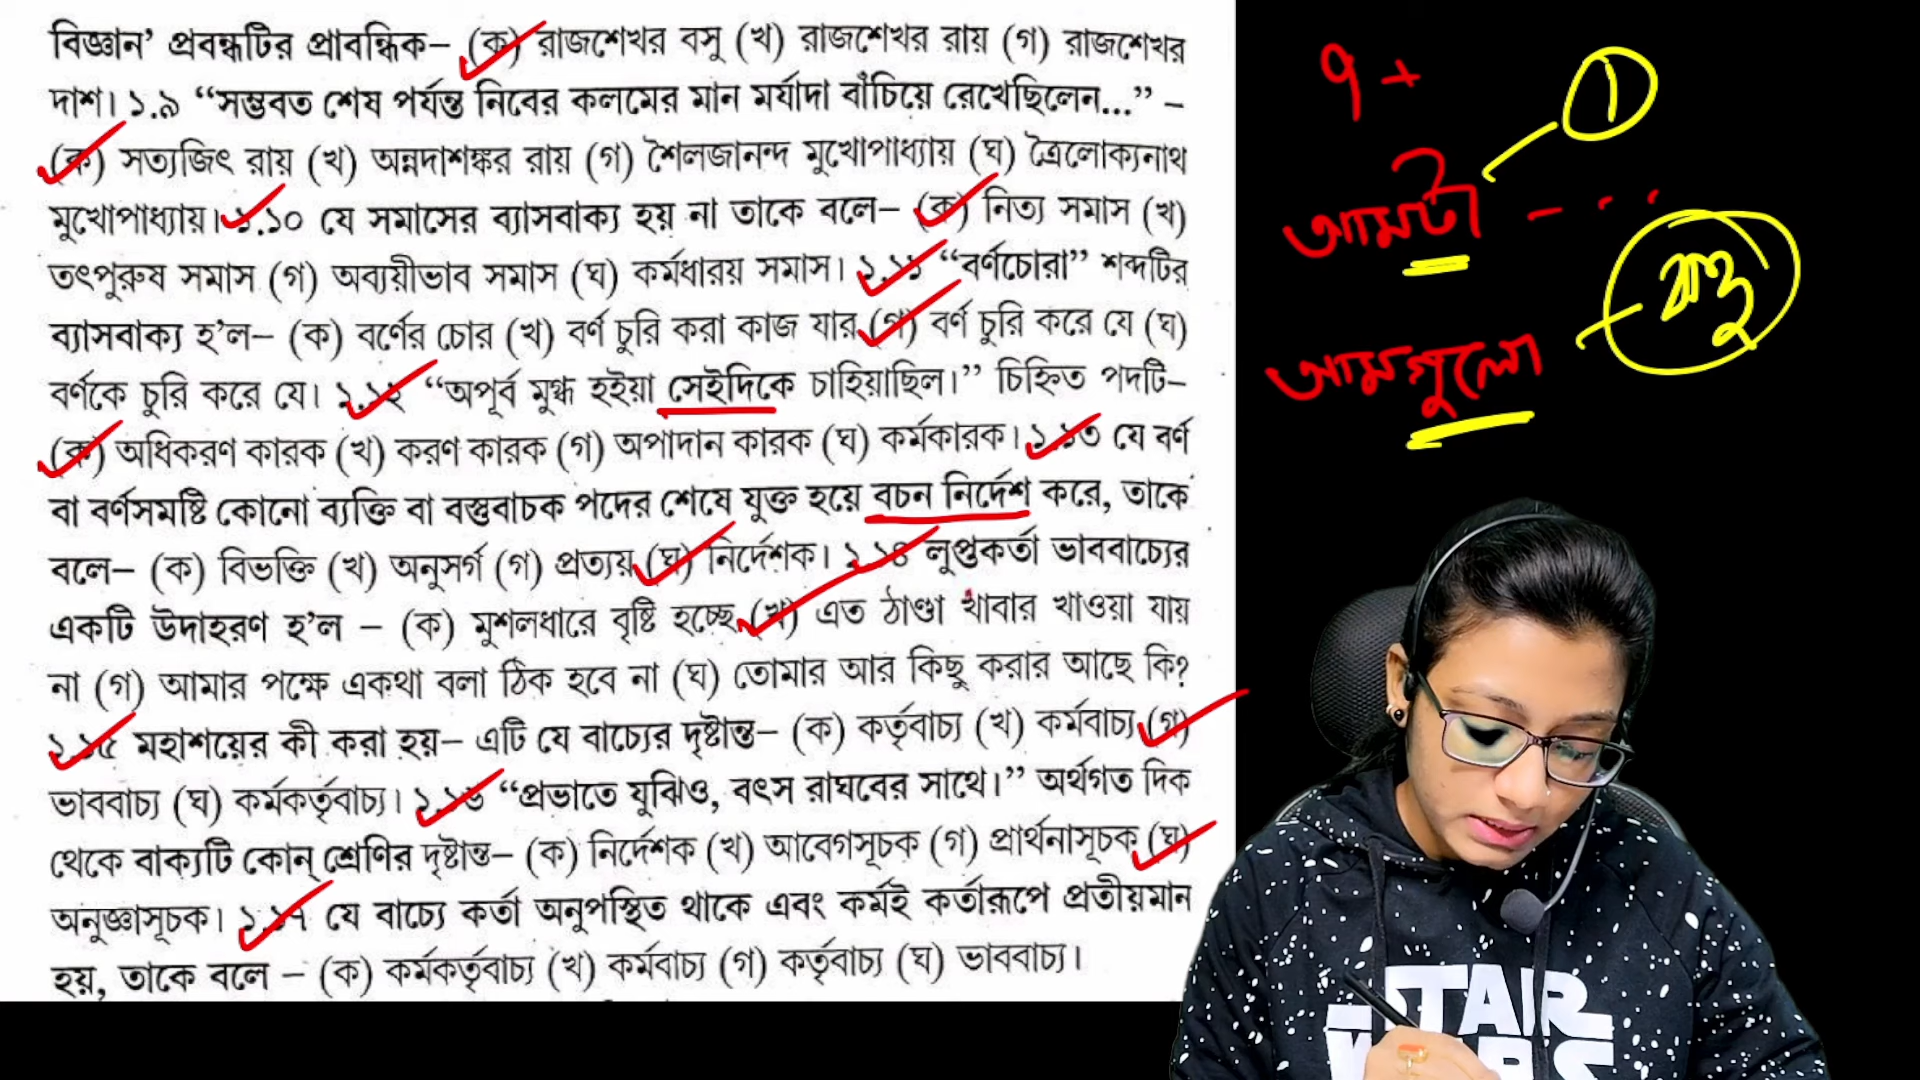 বিজ্ঞান’ প্রবন্ধটির প্রাবন্ধিক– (ক) রাজশেখর বসু (খ) রাজশেখর রায় (গ) রাজশেখর
দাশ। ১.৯ “সম্ভবত শেষ পর্যন্ত নিবের কলমের মান মর্যাদা বাঁচিয়ে রেখেছিলেন...” –
(ক) সত্যজিৎ রায় (খ) অন্নদাশঙ্কর রায় (গ) শৈলজানন্দ মুখোপাধ্যায় (ঘ) ত্রৈলোক্যনাথ
মুখোপাধ্যায়। ১.১০ যে সমাসের ব্যাসবাক্য হয় না তাকে বলে– (ক) নিত্য সমাস (খ)
তৎপুরুষ সমাস (গ) অব্যয়ীভাব সমাস (ঘ) কর্মধারয় সমাস। ১.১১ “বর্ণচোরা” শব্দটির
ব্যাসবাক্য হ’ল– (ক) বর্ণের চোর (খ) বর্ণ চুরি করা কাজ যার (গ) বর্ণ চুরি করে যে (ঘ)
বর্ণকে চুরি করে যে। ১.১২ “অপূর্ব মুগ্ধ হইয়া সেইদিকে চাহিয়াছিল।” চিহ্নিত পদটি–
(ক) অধিকরণ কারক (খ) করণ কারক (গ) অপাদান কারক (ঘ) কর্মকারক। ১.১৩ যে বর্ণ
বা বর্ণসমষ্টি কোনো ব্যক্তি বা বস্তুবাচক পদের শেষে যুক্ত হয়ে বচন নির্দেশ করে, তাকে
বলে– (ক) বিভক্তি (খ) অনুসর্গ (গ) প্রত্যয় (ঘ) নির্দেশক। ১.১৪ লুপ্তকর্তা ভাববাচ্যের
একটি উদাহরণ হ’ল – (ক) মুশলধারে বৃষ্টি হচ্ছে (খ) এত ঠাণ্ডা খাবার খাওয়া যায়
না (গ) আমার পক্ষে একথা বলা ঠিক হবে না (ঘ) তোমার আর কিছু করার আছে কি?
১.১৫ মহাশয়ের কী করা হয়– এটি যে বাচ্যের দৃষ্টান্ত– (ক) কর্তৃবাচ্য (খ) কর্মবাচ্য (গ)
ভাববাচ্য (ঘ) কর্মকর্তৃবাচ্য। ১.১৬ “প্রভাতে যুঝিও, বৎস রাঘবের সাথে।” অর্থগত দিক
থেকে বাক্যটি কোন্ শ্রেণির দৃষ্টান্ত– (ক) নির্দেশক (খ) আবেগসূচক (গ) প্রার্থনাসূচক (ঘ)
অনুজ্ঞাসূচক। ১.১৭ যে বাচ্যে কর্তা অনুপস্থিত থাকে এবং কর্মই কর্তারূপে প্রতীয়মান
হয়, তাকে বলে – (ক) কর্মকর্তৃবাচ্য (খ) কর্মবাচ্য (গ) কর্তৃবাচ্য (ঘ) ভাববাচ্য।
আমটা - ...
আমগুলো
STAR